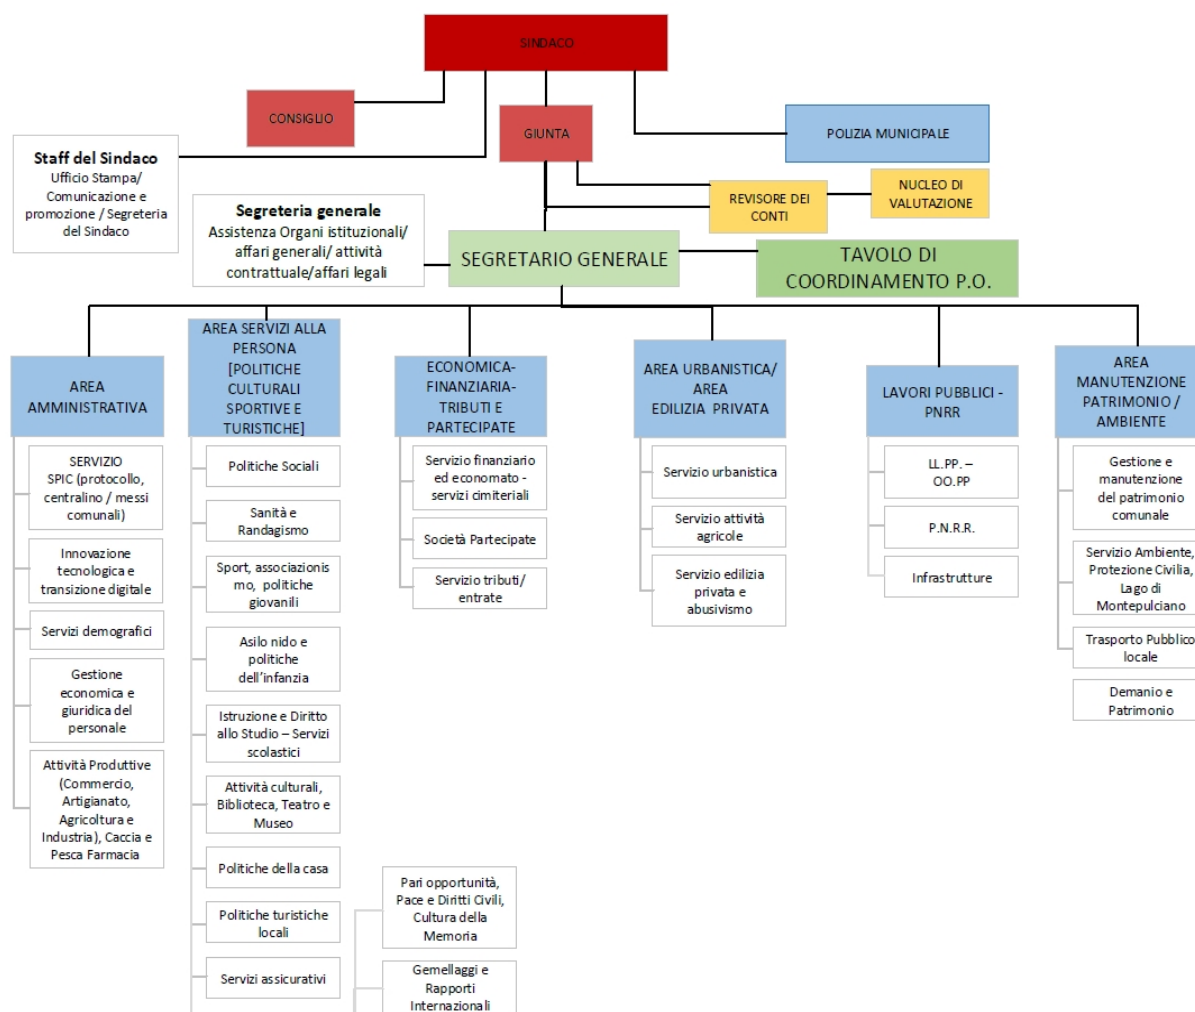 SINDACO
CONSIGLIO
GIUNTA
POLIZIA MUNICIPALE
Staff del Sindaco
Ufficio Stampa/
Comunicazione e
promozione / Segreteria
del Sindaco
Segreteria generale
Assistenza Organi istituzionali/
affari generali/ attività
contrattuale/affari legali
REVISORE DEI
CONTI
NUCLEO DI
VALUTAZIONE
SEGRETARIO GENERALE
TAVOLO DI
COORDINAMENTO P.O.
AREA
AMMINISTRATIVA
SERVIZIO
SPIC (protocollo,
centralino / messi
comunali)
Innovazione
tecnologica e
transizione digitale
Servizi demografici
Gestione
economica e
giuridica del
personale
Attività Produttive
(Commercio,
Artigianato,
Agricoltura e
Industria), Caccia e
Pesca Farmacia
AREA SERVIZI ALLA
PERSONA
[POLITICHE
CULTURALI
SPORTIVE E
TURISTICHE]
Politiche Sociali
Sanità e
Randagismo
Sport, associazionis
mo, politiche
giovanili
Asilo nido e
politiche
dell'infanzia
Istruzione e Diritto
allo Studio – Servizi
scolastici
Attività culturali,
Biblioteca, Teatro e
Museo
Politiche della casa
Politiche turistiche
locali
Servizi assicurativi
Pari opportunità,
Pace e Diritti Civili,
Cultura della
Memoria
Gemellaggi e
Rapporti
Internazionali
ECONOMICA-
FINANZIARIA-
TRIBUTI E
PARTECIPATE
Servizio finanziario
ed economato -
servizi cimiteriali
Società Partecipate
Servizio tributi/
entrate
AREA URBANISTICA/
AREA
EDILIZIA PRIVATA
Servizio urbanistica
Servizio attività
agricole
Servizio edilizia
privata e
abusivismo
LAVORI PUBBLICI -
PNRR
LL.PP. –
OO.PP
P.N.R.R.
Infrastrutture
AREA
MANUTENZIONE
PATRIMONIO /
AMBIENTE
Gestione e
manutenzione
del patrimonio
comunale
Servizio Ambiente,
Protezione Civilia,
Lago di
Montepulciano
Trasporto Pubblico
locale
Demanio e
Patrimonio